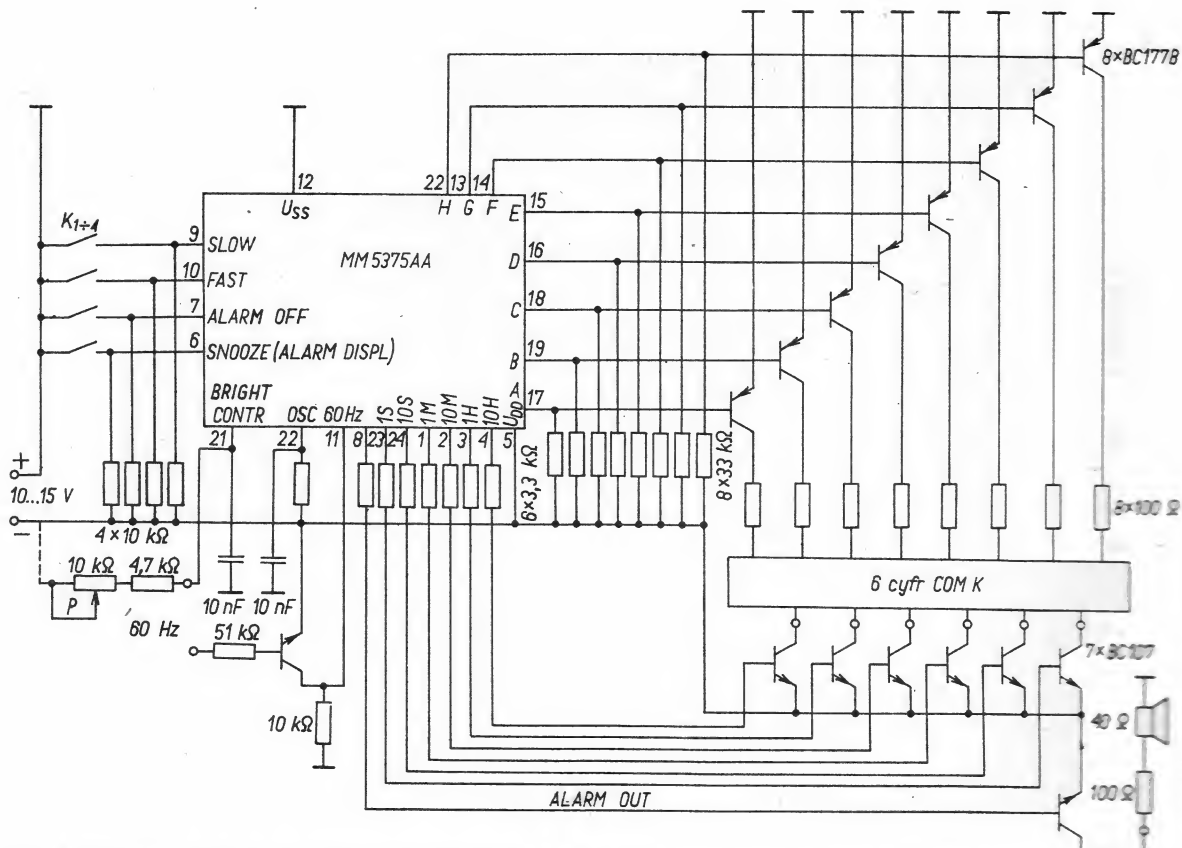 8×BC177B
12
22 13 14
USS
H G F
E 15
K1÷4
9 SLOW
MM5375AA
D 16
10 FAST
7 ALARM OFF
C 18
6 SNOOZE (ALARM DISPL)
B 19
BRIGHT
CONTR
OSC 60Hz
1S 10S 1M 10M 1H 10H
UDD
A
17
21 22 11 8 23 24 1 2 3 4 5
+
10...15 V
−
6×3,3 kΩ
8×33 kΩ
8×100 Ω
4×10 kΩ
10 kΩ
4,7 kΩ
P
10 nF
10 nF
6 cyfr COM K
60 Hz
51 kΩ
7×BC107
10 kΩ
40 Ω
ALARM OUT
100 Ω